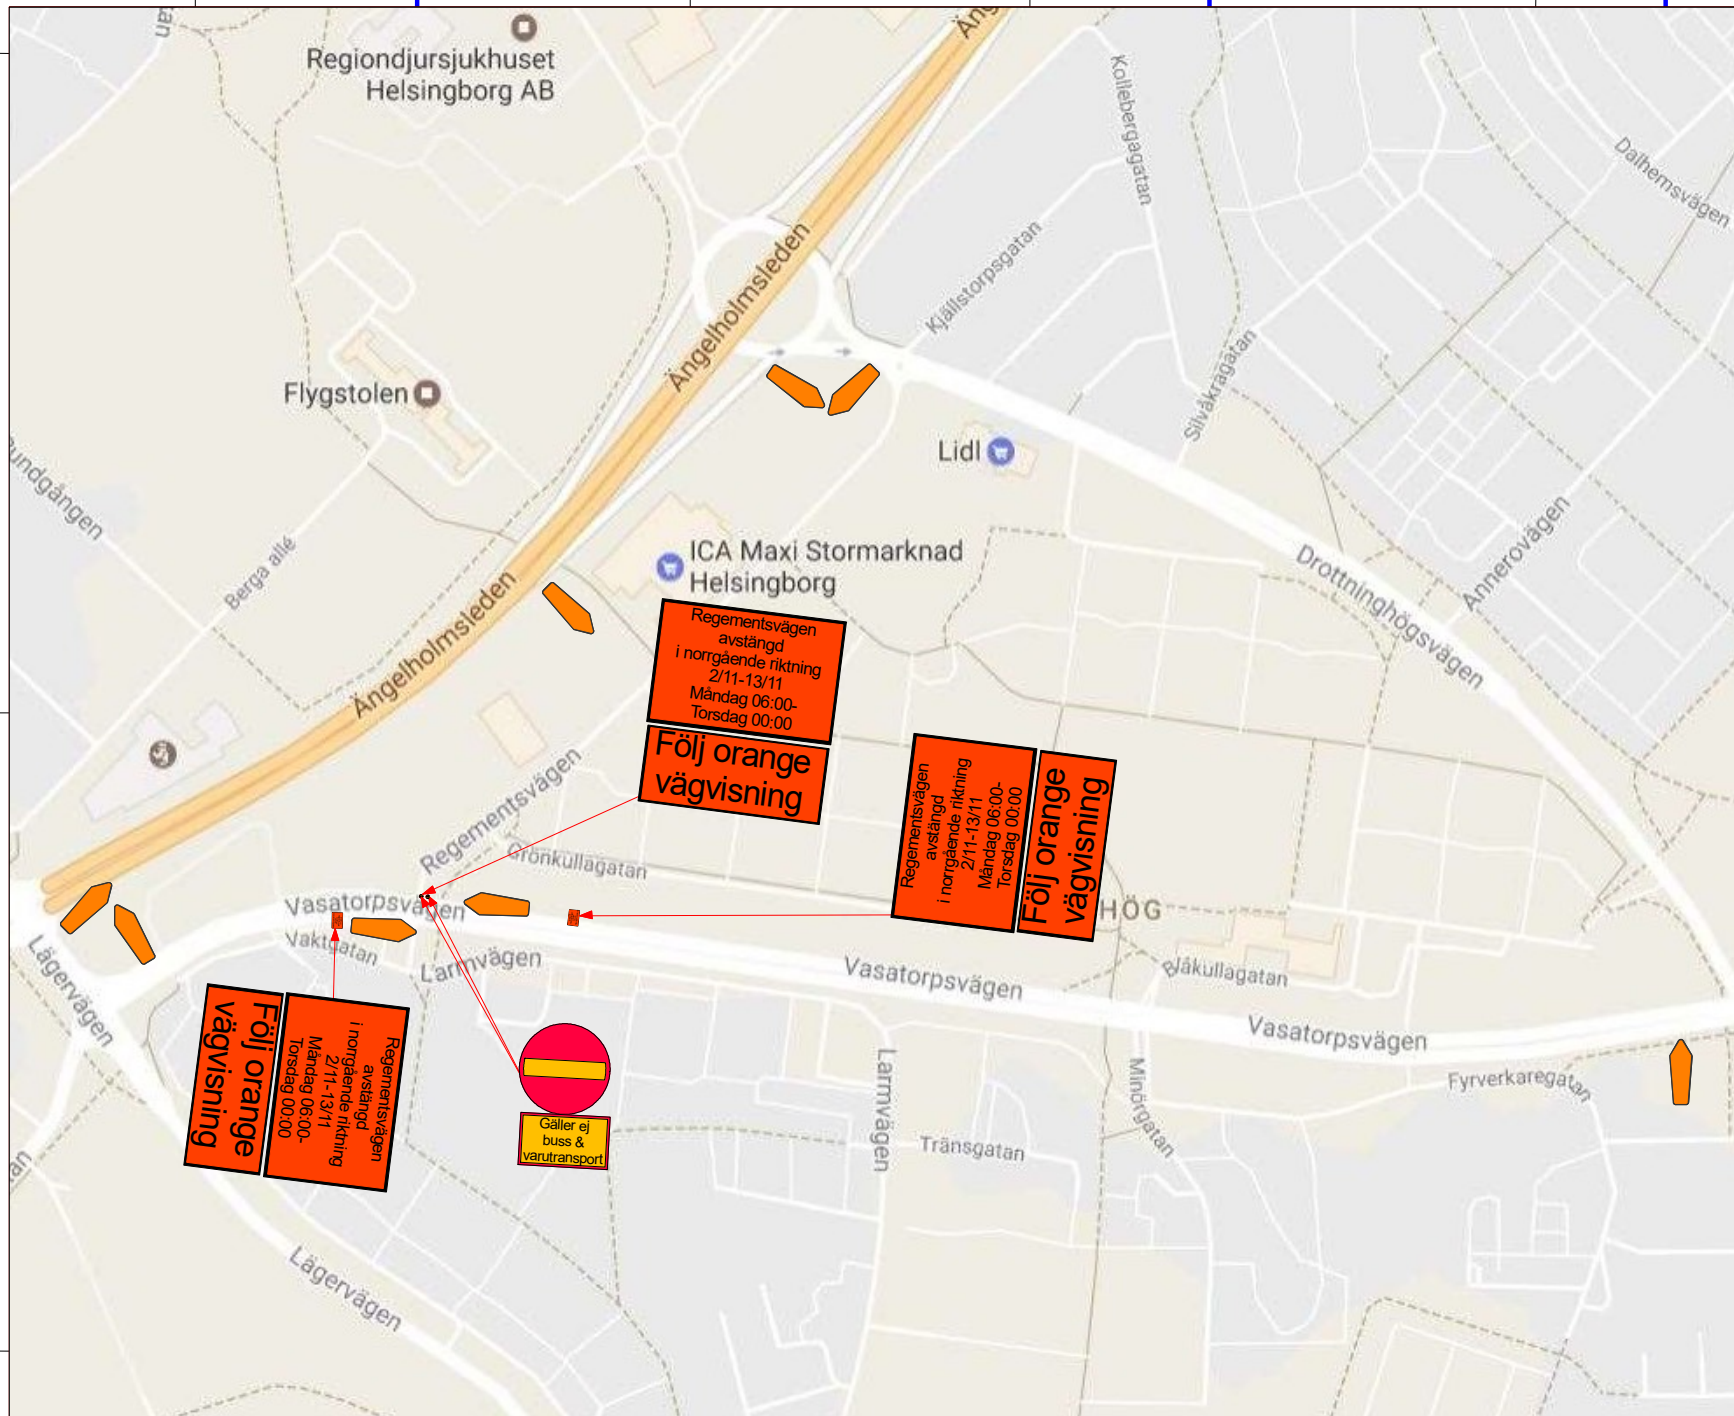 Regiondjursjukhuset
Helsingborg AB
Kollebergagatan
Dalhemsvägen
Ängelholmsleden
Kjällstorpsgatan
Flygstolen
Silvåkragatan
Lidl
Berga allé
ICA Maxi Stormarknad
Helsingborg
Annerovägen
Drottninghögsvägen
Ängelholmsleden
Regementsvägen
avstängd
i norrgående riktning
2/11-13/11
Måndag 06:00-
Torsdag 00:00
Följ orange
vägvisning
Regementsvägen
avstängd
i norrgående riktning
2/11-13/11
Måndag 06:00-
Torsdag 00:00
Följ orange
vägvisning
Regementsvägen
Grönkullagatan
Vasatorpsvägen
HÖG
Vaktgatan
Larmvägen
Lägervägen
Vasatorpsvägen
Blåkullagatan
Vasatorpsvägen
Regementsvägen
avstängd
i norrgående riktning
2/11-13/11
Måndag 06:00-
Torsdag 00:00
Följ orange
vägvisning
Gäller ej
buss &
varutransport
Larmvägen
Minörgatan
Fyrverkaregatan
Tränsgatan
Lägervägen